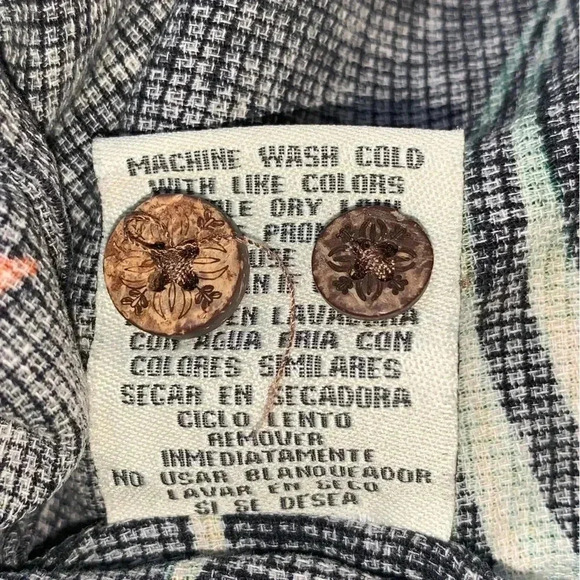 MACHINE WASH COLD
WITH LIKE COLORS
DRY LOW
COLD
EN LAVADORA
CON AGUA FRIA CON
COLORES SIMILARES
SECAR EN SECADORA
CICLO LENTO
REMOVER
INMEDIATAMENTE
NO USAR BLANQUEADOR
LAVAR EN SECO
SI SE DESEA